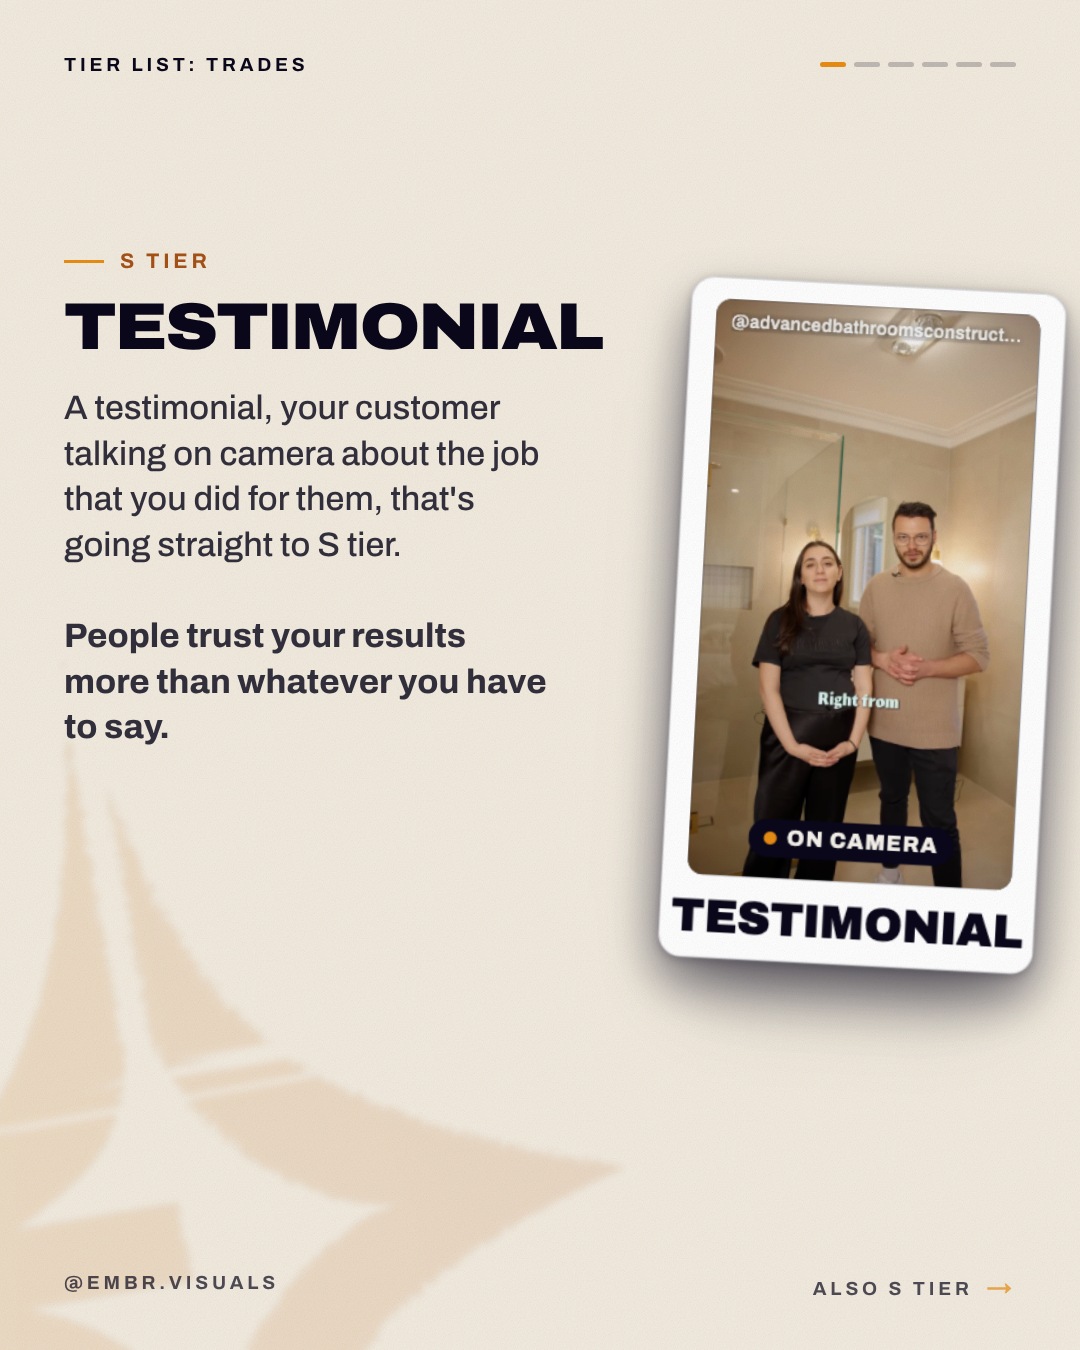 TIER LIST: TRADES
S TIER
TESTIMONIAL
A testimonial, your customer
talking on camera about the job
that you did for them, that's
going straight to S tier.
People trust your results
more than whatever you have
to say.
@advancedbathroomsconstruct...
Right from
ON CAMERA
TESTIMONIAL
@EMBR.VISUALS
ALSO S TIER →